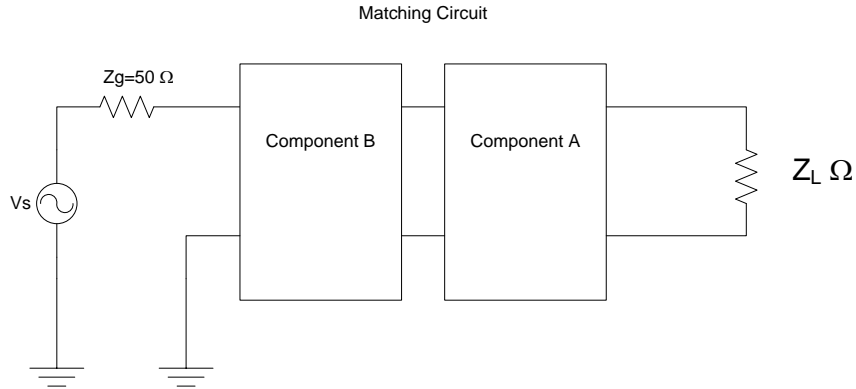 Matching Circuit
Zg=50 Ω
Component B
Component A
Vs
Z_L Ω